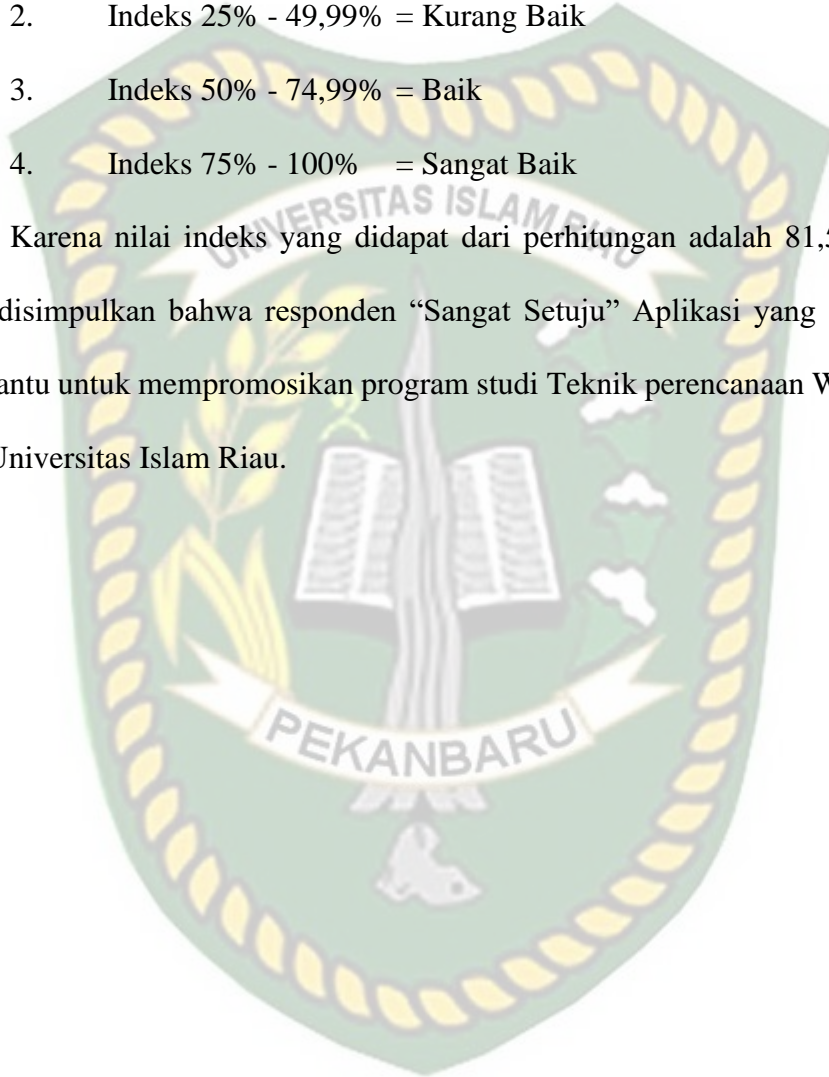 2. Indeks 25% - 49,99% = Kurang Baik
3. Indeks 50% - 74,99% = Baik
4. Indeks 75% - 100% = Sangat Baik
UNIVERSITAS ISLAM RIAU
Karena nilai indeks yang didapat dari perhitungan adalah 81,5
disimpulkan bahwa responden “Sangat Setuju” Aplikasi yang
antu untuk mempromosikan program studi Teknik perencanaan W
Universitas Islam Riau.
PEKANBARU